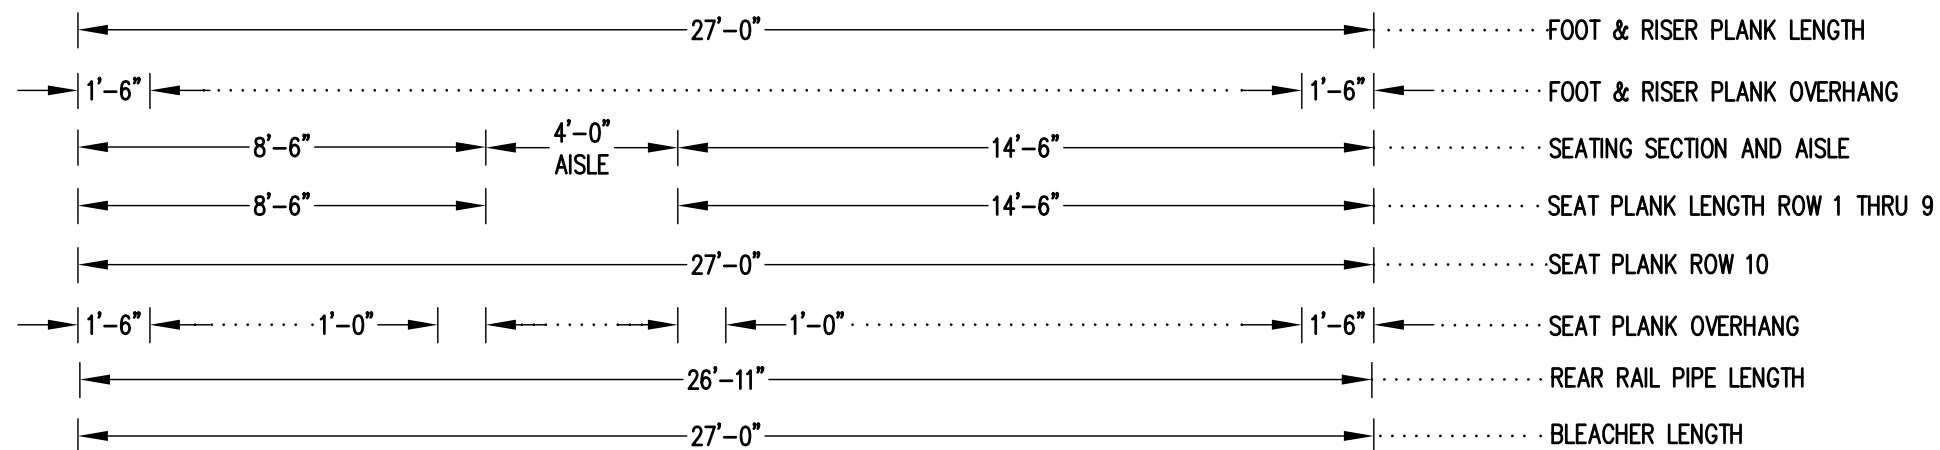 27'-0" FOOT & RISER PLANK LENGTH
1'-6" 1'-6" FOOT & RISER PLANK OVERHANG
8'-6" 4'-0" 14'-6" SEATING SECTION AND AISLE
AISLE
8'-6" 14'-6" SEAT PLANK LENGTH ROW 1 THRU 9
27'-0" SEAT PLANK ROW 10
1'-6" 1'-0" 1'-0" 1'-6" SEAT PLANK OVERHANG
26'-11" REAR RAIL PIPE LENGTH
27'-0" BLEACHER LENGTH